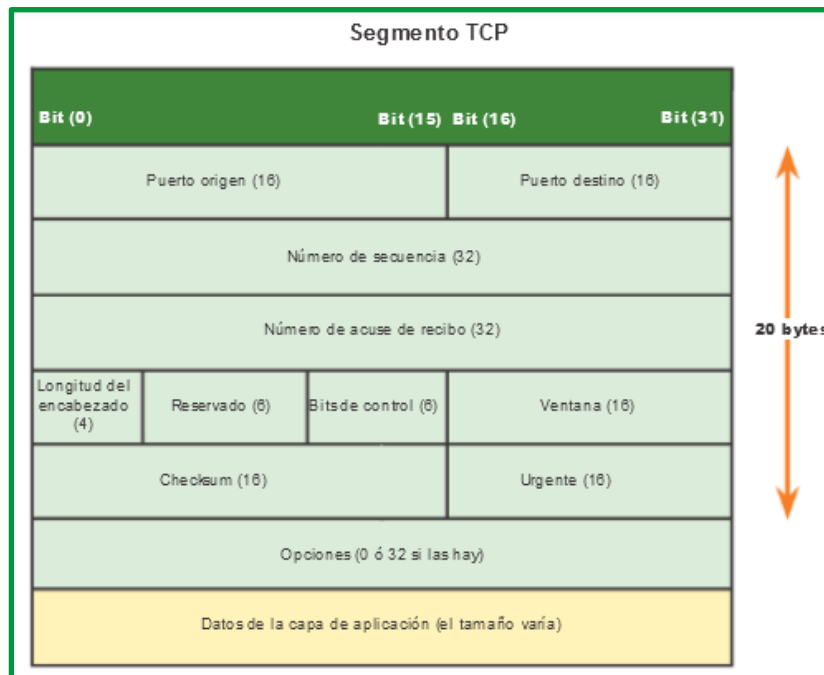 Segmento TCP
Bit (0) Bit (15) Bit (16) Bit (31)
Puerto origen (16) Puerto destino (16)
Número de secuencia (32)
Número de acuse de recibo (32)
20 bytes
Longitud del
encabezado
(4)
Reservado (6)
Bitsde control (6)
Ventana (16)
Checksum (16) Urgente (16)
Opciones (0 ó 32 si las hay)
Datos de la capa de aplicación (el tamaño varía)